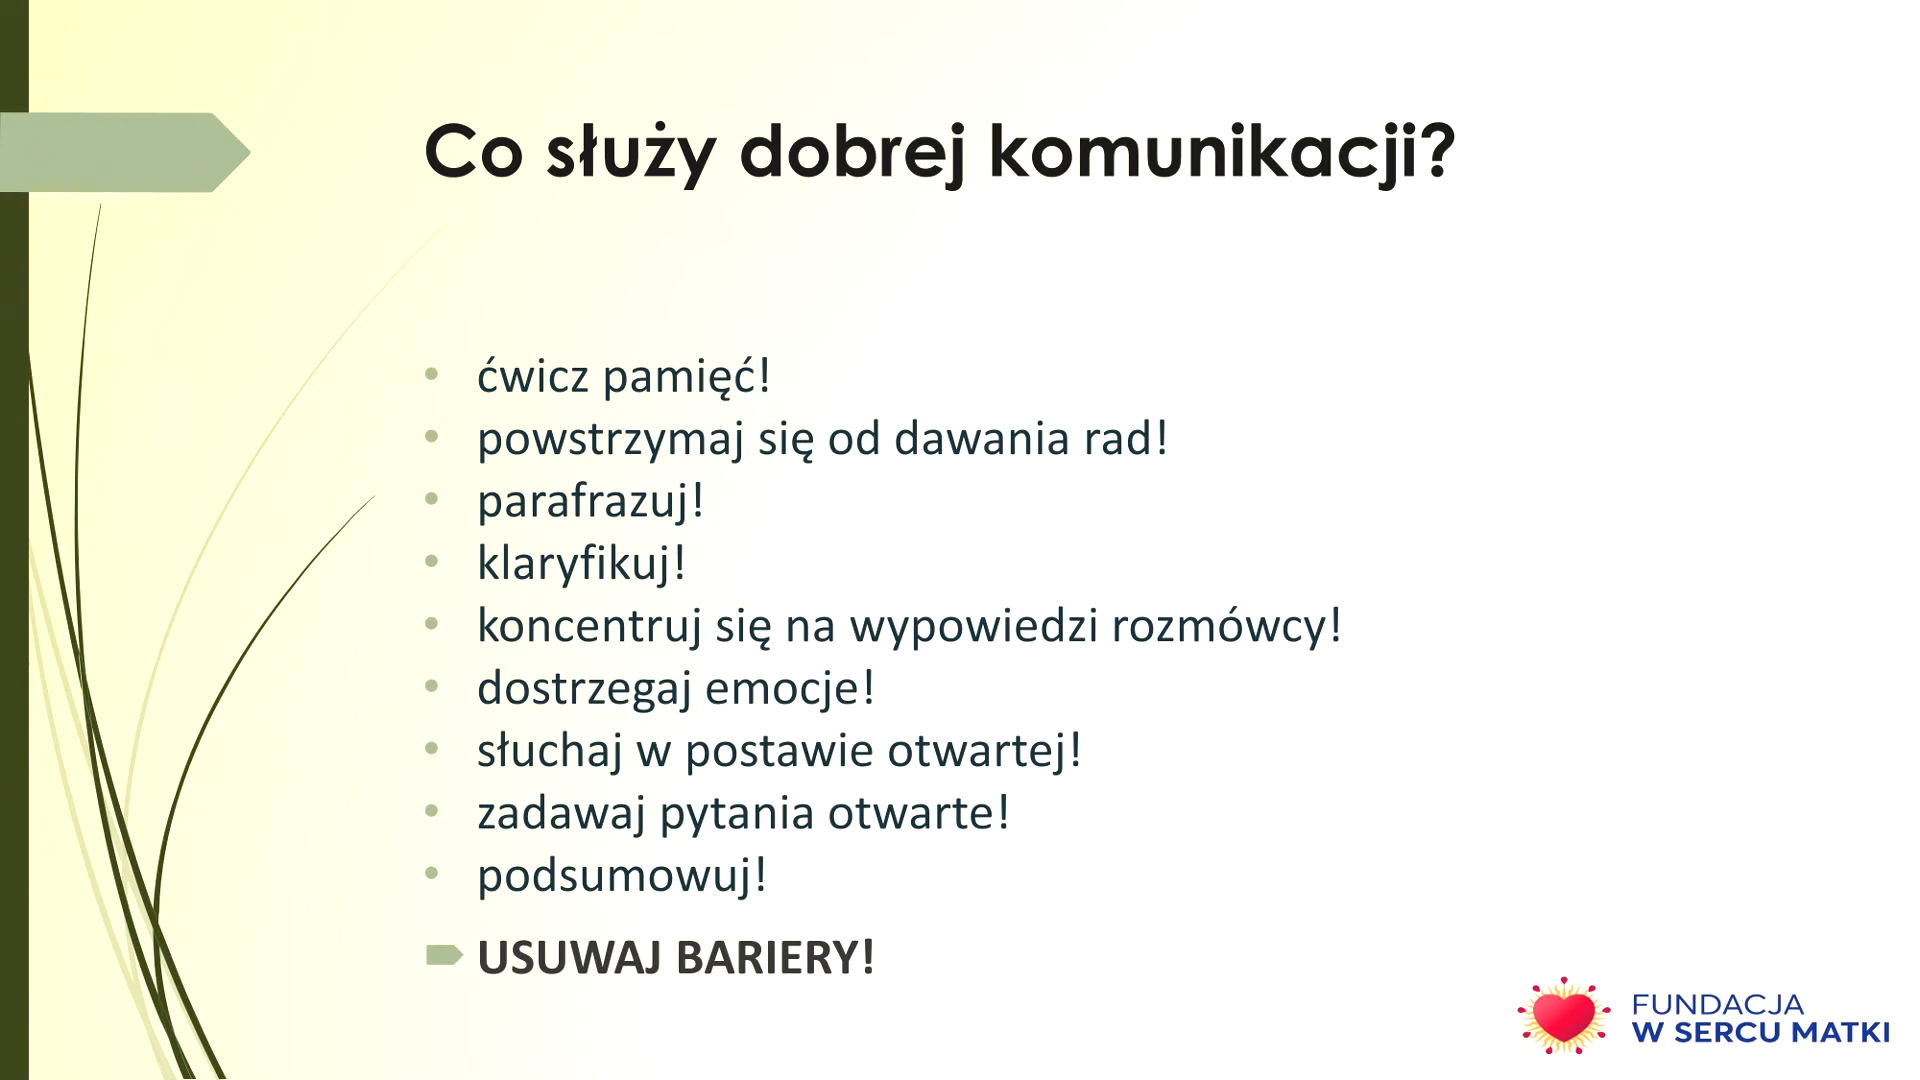 Co służy dobrej komunikacji?
• ćwicz pamięć!
• powstrzymaj się od dawania rad!
• parafrazuj!
• klaryfikuj!
• koncentruj się na wypowiedzi rozmówcy!
• dostrzegaj emocje!
• słuchaj w postawie otwartej!
• zadawaj pytania otwarte!
• podsumowuj!
USUWAJ BARIERY!
FUNDACJA
W SERCU MATKI